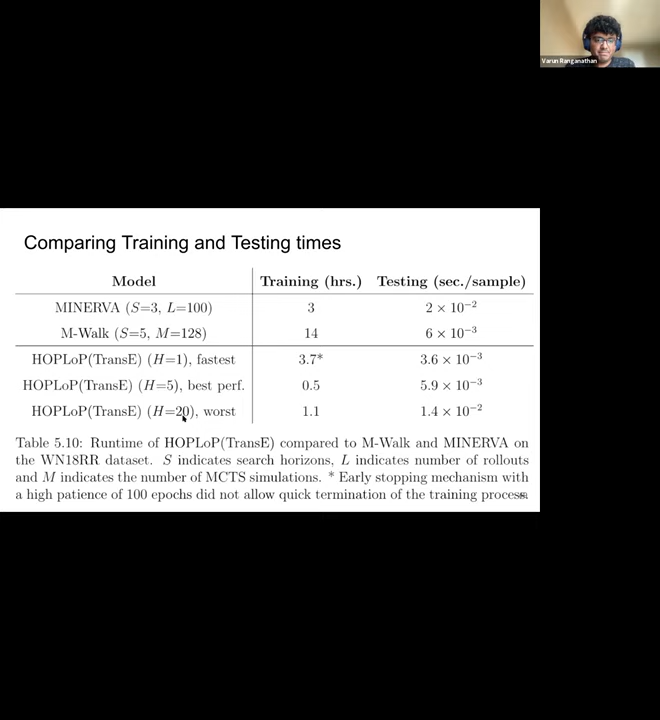 Varun Ranganathan
Comparing Training and Testing times
Model Training (hrs.) Testing (sec./sample)
MINERVA (S=3, L=100) 3 2 × 10⁻²
M-Walk (S=5, M=128) 14 6 × 10⁻³
HOPLoP(TransE) (H=1), fastest 3.7* 3.6 × 10⁻³
HOPLoP(TransE) (H=5), best perf. 0.5 5.9 × 10⁻³
HOPLoP(TransE) (H=20), worst 1.1 1.4 × 10⁻²
Table 5.10: Runtime of HOPLoP(TransE) compared to M-Walk and MINERVA on
the WN18RR dataset. S indicates search horizons, L indicates number of rollouts
and M indicates the number of MCTS simulations. * Early stopping mechanism with
a high patience of 100 epochs did not allow quick termination of the training process.